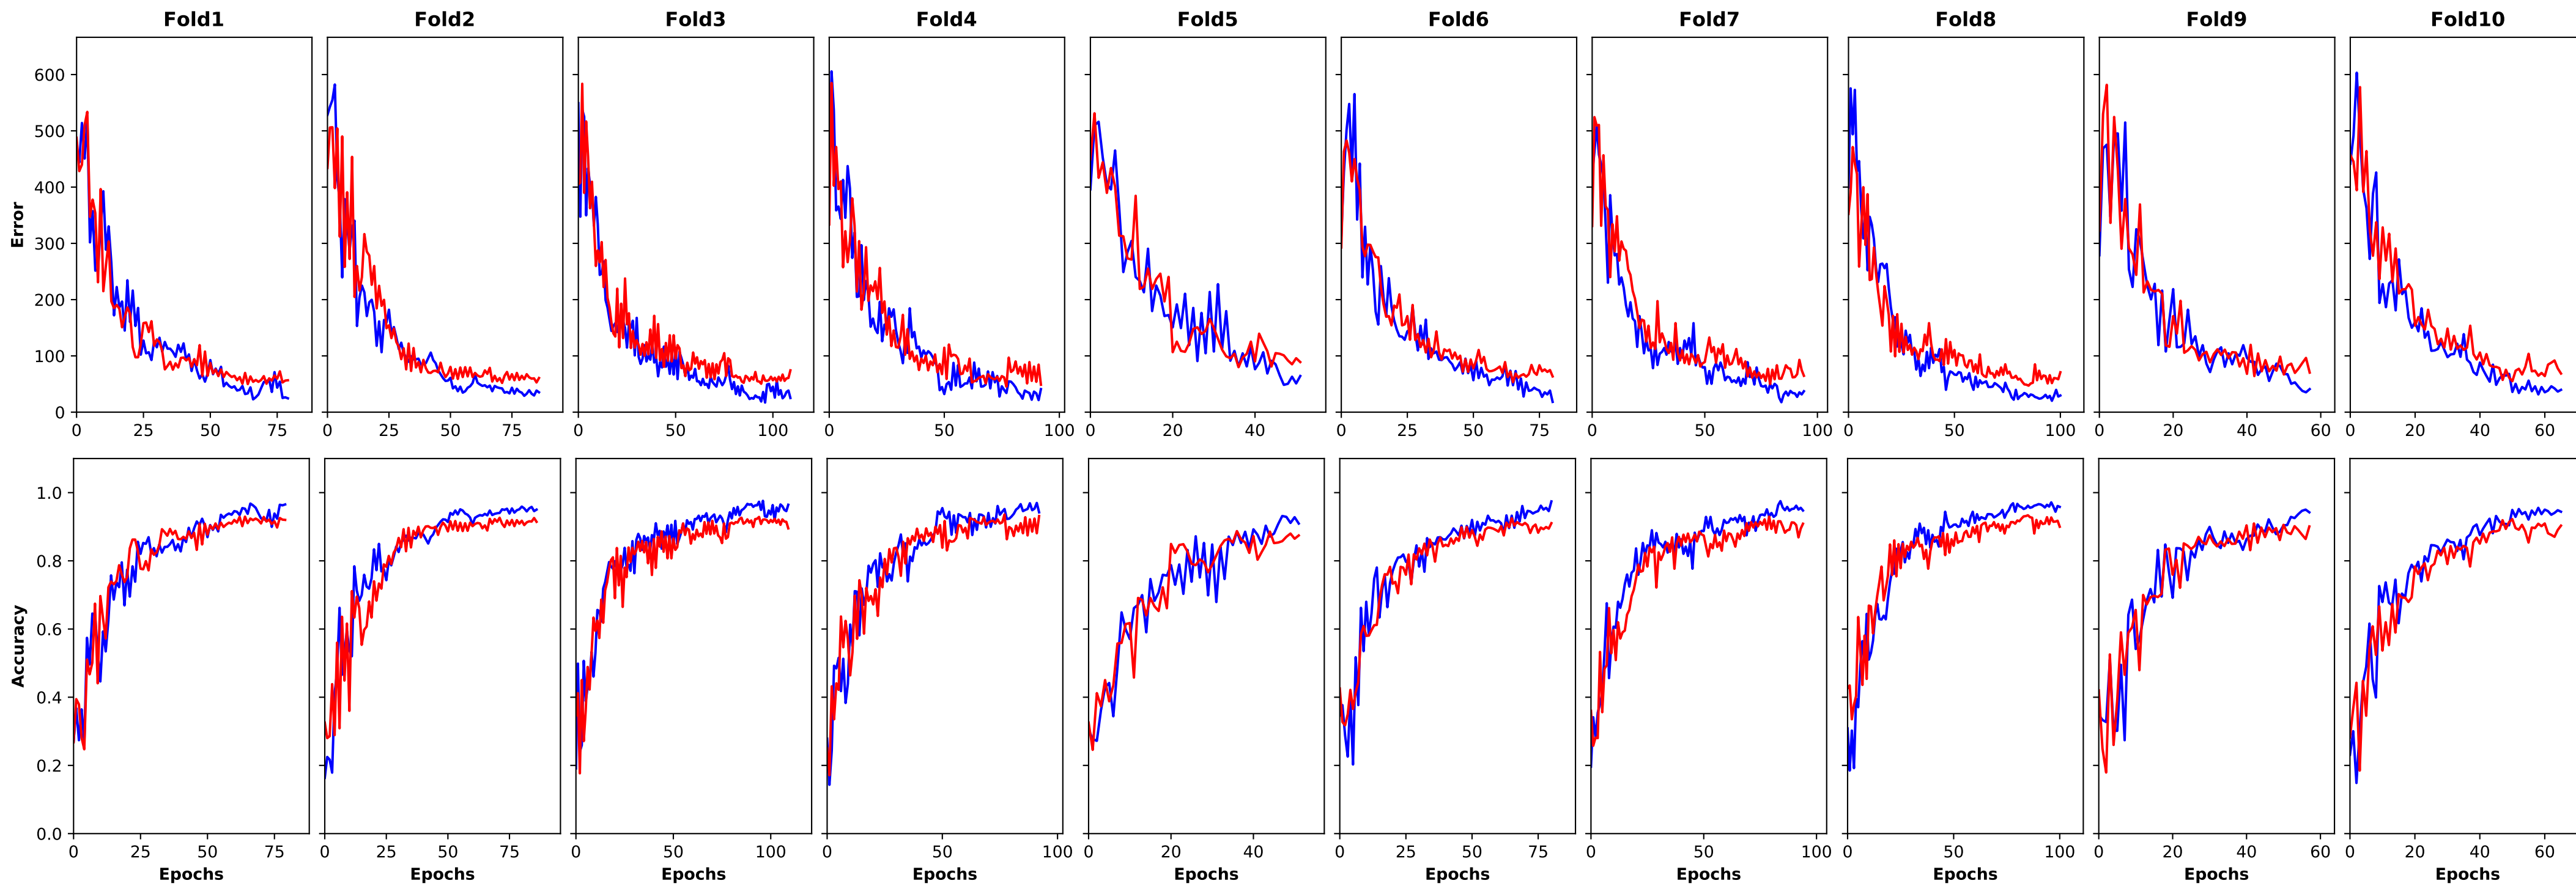 Fold1 Fold2 Fold3 Fold4 Fold5 Fold6 Fold7 Fold8 Fold9 Fold10
600
500
400
300
200
100
0
Error
0 25 50 75 0 25 50 75 0 50 100 0 50 100 0 20 40 0 25 50 75 0 50 100 0 50 100 0 20 40 60 0 20 40 60
1.0
0.8
0.6
0.4
0.2
0.0
Accuracy
0 25 50 75 0 25 50 75 0 50 100 0 50 100 0 20 40 0 25 50 75 0 50 100 0 50 100 0 20 40 60 0 20 40 60
Epochs Epochs Epochs Epochs Epochs Epochs Epochs Epochs Epochs Epochs